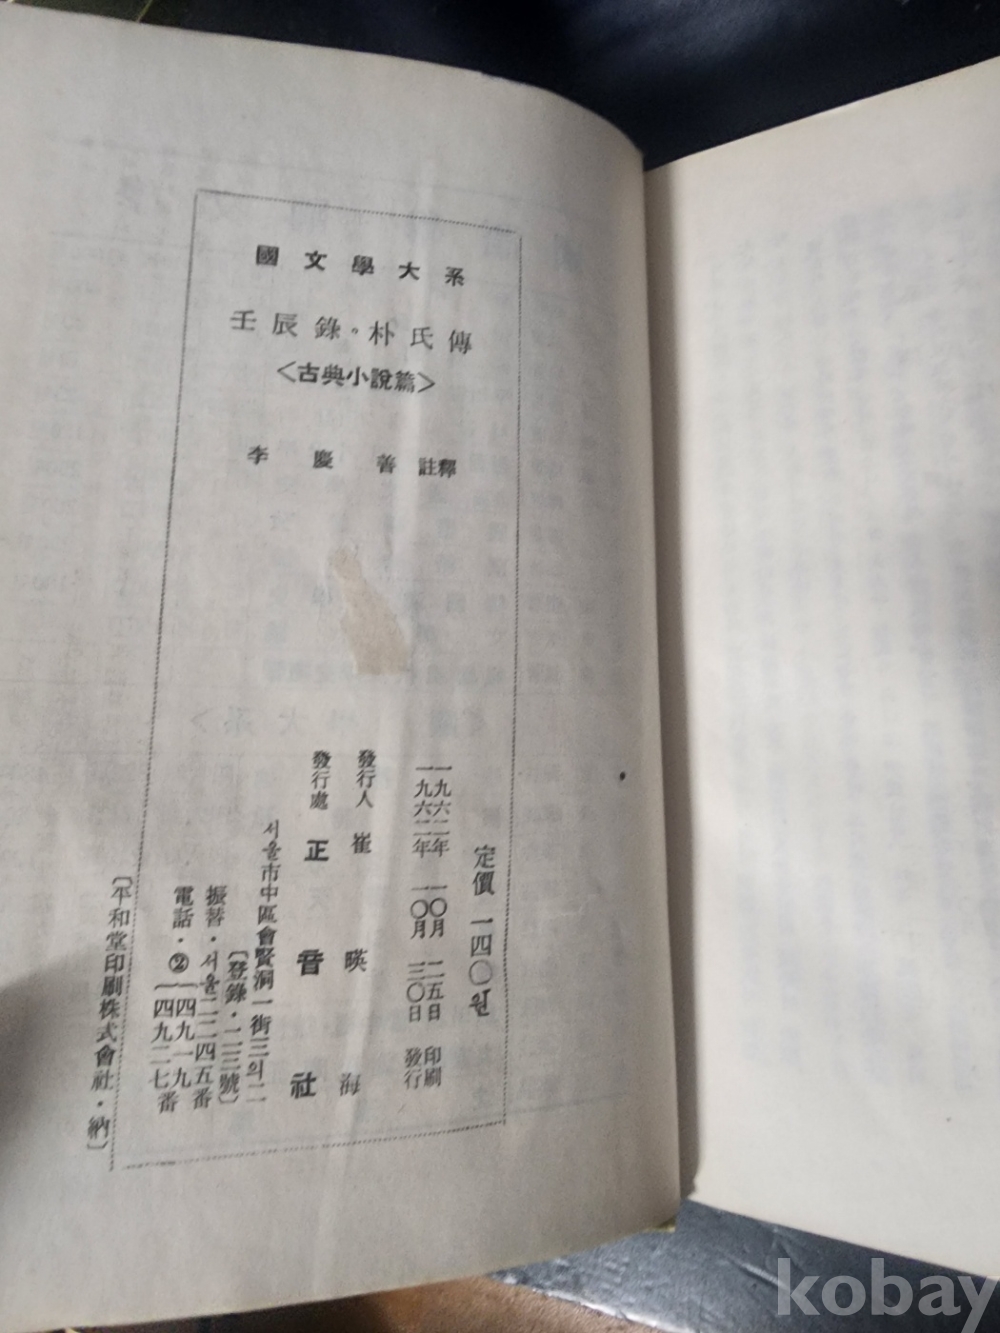 國文學大系
壬辰錄·朴氏傳
<古典小說篇>
李慶善 註釋
定價 一四〇원
一九六二年 一〇月 二五日 印刷
一九六二年 一〇月 三〇日 發行
發行人 崔暎海
發行處 正音社
서울市中區會賢洞一街三의二
〔登錄·一二三號〕
振替·서울二二四五番
電話·②〔四九一九
四九二七番
〔平和堂印刷株式會社·納〕
kobay